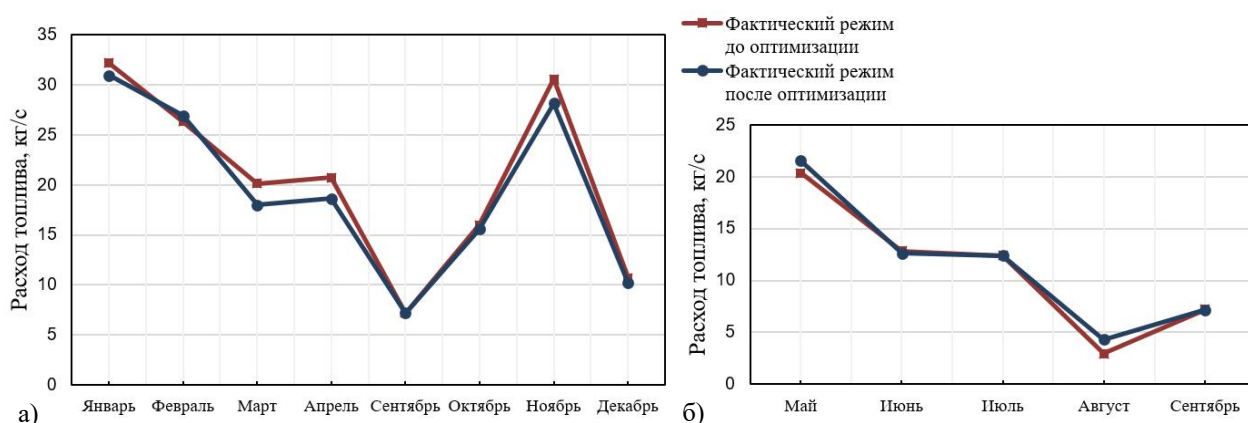 Расход топлива, кг/с
35
30
25
20
15
10
5
0
Январь Февраль Март Апрель Сентябрь Октябрь Ноябрь Декабрь
а)
Фактический режим
до оптимизации
Фактический режим
после оптимизации
Расход топлива, кг/с
25
20
15
10
5
0
Май Июнь Июль Август Сентябрь
б)